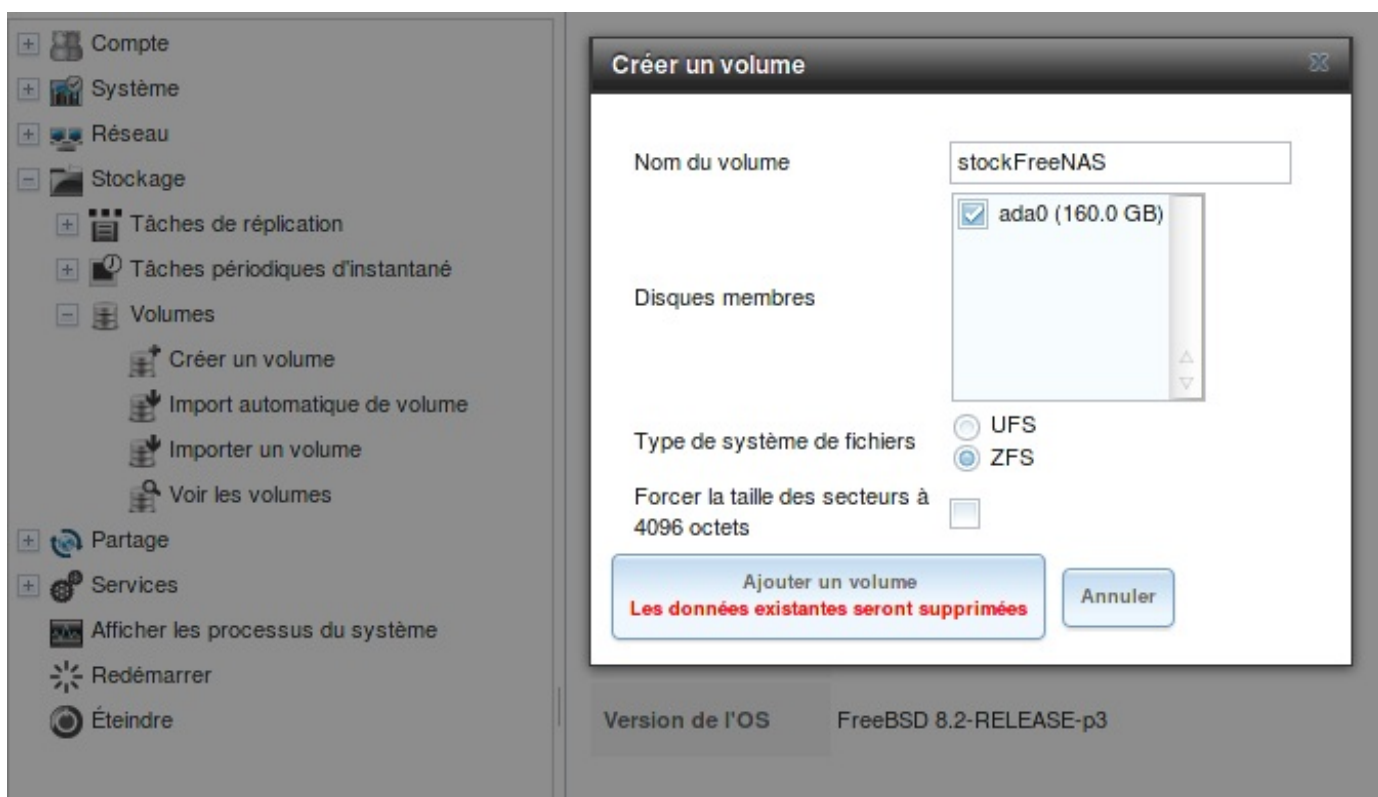 Compte
Système
Réseau
Stockage
Tâches de réplication
Tâches périodiques d'instantané
Volumes
Créer un volume
Import automatique de volume
Importer un volume
Voir les volumes
Partage
Services
Afficher les processus du système
Redémarrer
Éteindre
Créer un volume
Nom du volume
stockFreeNAS
ada0 (160.0 GB)
Disques membres
Type de système de fichiers
UFS
ZFS
Forcer la taille des secteurs à
4096 octets
Ajouter un volume
Les données existantes seront supprimées
Annuler
Version de l'OS
FreeBSD 8.2-RELEASE-p3